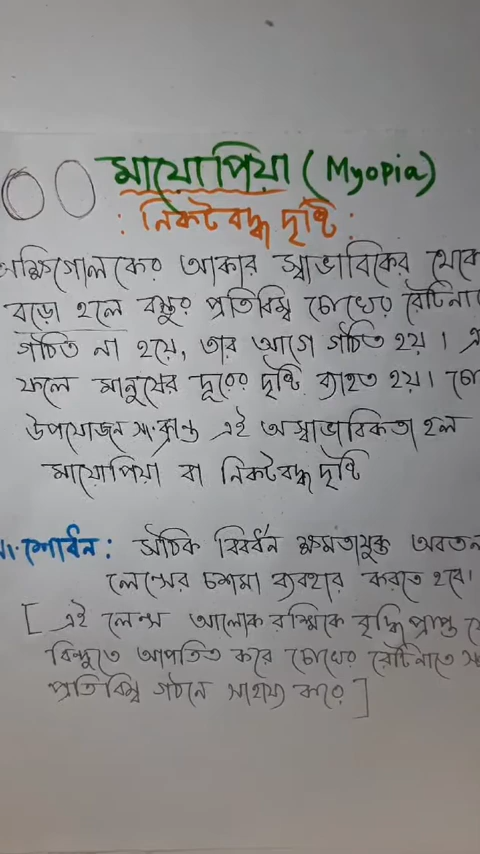 মায়োপিয়া (Myopia)
: নিকটবদ্ধ দৃষ্টি :
অক্ষিগোলকের আকার স্বাভাবিকের থেকে
বড়ো হলে বস্তুর প্রতিবিম্ব চোখের রেটিনা
গঠিত না হয়ে, তার আগে গঠিত হয়। এ
ফলে মানুষের দূরের দৃষ্টি ব্যাহত হয়। চো
উপযোজন সংক্রান্ত এই অস্বাভাবিকতা হল
মায়োপিয়া বা নিকটবদ্ধ দৃষ্টি
সঠিক বিবর্ধন ক্ষমতাযুক্ত অবতল
লেন্সের চশমা ব্যবহার করতে হবে।
[ এই লেন্স আলোক রশ্মিকে বৃদ্ধি প্রাপ্ত
বিন্দুতে আপতিত করে চোখের রেটিনাতে
প্রতিবিম্ব গঠনে সাহায্য করে ]